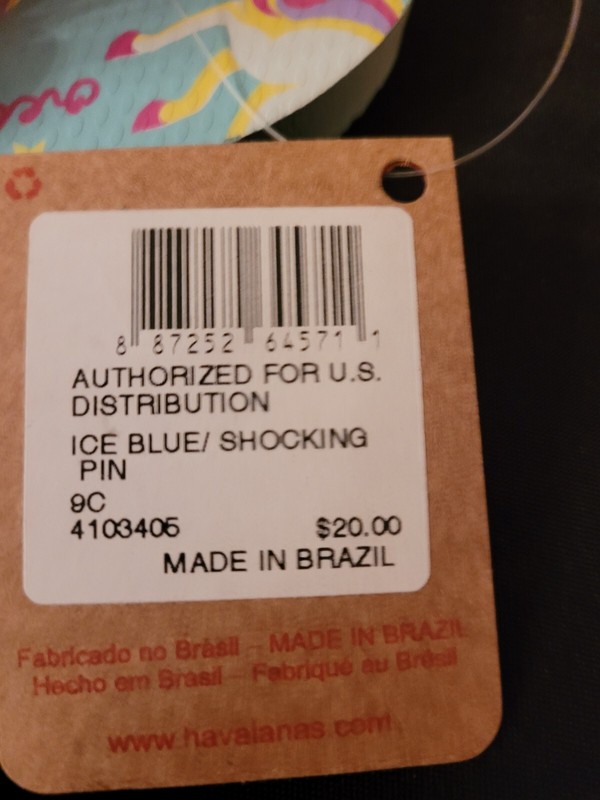 8 87252 64571 1
AUTHORIZED FOR U.S.
DISTRIBUTION
ICE BLUE/ SHOCKING
PIN
9C
4103405 $20.00
MADE IN BRAZIL
Fabricado no Brasil - MADE IN BRAZIL
Hecho em Brasil - Fabriqué au Brésil
www.havaianas.com